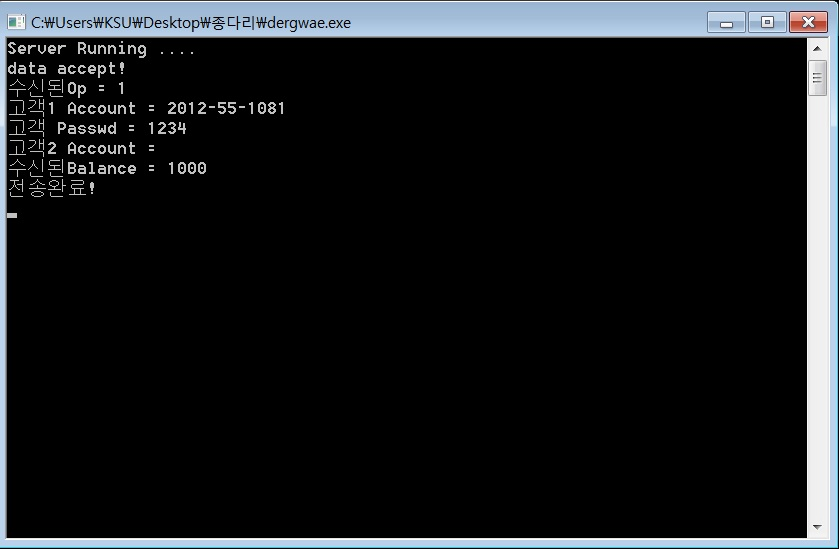 C:\Users\KSU\Desktop\종다리\dergwae.exe
Server Running ....
data accept!
수신된Op = 1
고객1 Account = 2012-55-1081
고객 Passwd = 1234
고객2 Account =
수신된Balance = 1000
전송완료!